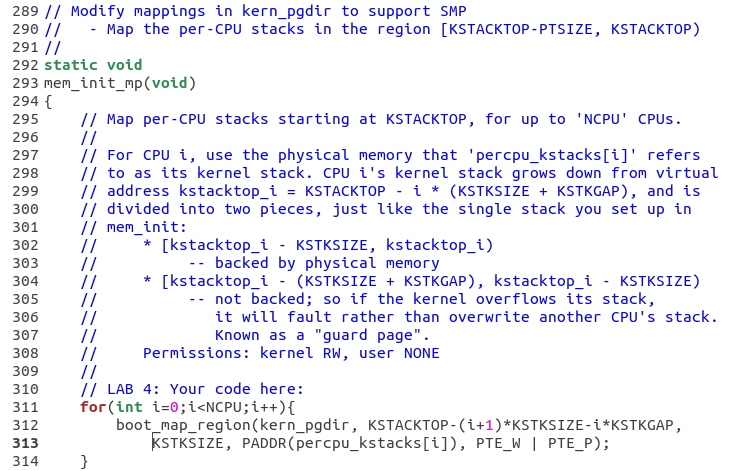 289 // Modify mappings in kern_pgdir to support SMP
290 //   - Map the per-CPU stacks in the region [KSTACKTOP-PTSIZE, KSTACKTOP)
291 //
292 static void
293 mem_init_mp(void)
294 {
295     // Map per-CPU stacks starting at KSTACKTOP, for up to 'NCPU' CPUs.
296     //
297     // For CPU i, use the physical memory that 'percpu_kstacks[i]' refers
298     // to as its kernel stack. CPU i's kernel stack grows down from virtual
299     // address kstacktop_i = KSTACKTOP - i * (KSTKSIZE + KSTKGAP), and is
300     // divided into two pieces, just like the single stack you set up in
301     // mem_init:
302     //     * [kstacktop_i - KSTKSIZE, kstacktop_i)
303     //          -- backed by physical memory
304     //     * [kstacktop_i - (KSTKSIZE + KSTKGAP), kstacktop_i - KSTKSIZE)
305     //          -- not backed; so if the kernel overflows its stack,
306     //             it will fault rather than overwrite another CPU's stack.
307     //             Known as a "guard page".
308     //     Permissions: kernel RW, user NONE
309     //
310     // LAB 4: Your code here:
311     for(int i=0;i<NCPU;i++){
312         boot_map_region(kern_pgdir, KSTACKTOP-(i+1)*KSTKSIZE-i*KSTKGAP,
313             KSTKSIZE, PADDR(percpu_kstacks[i]), PTE_W | PTE_P);
314     }